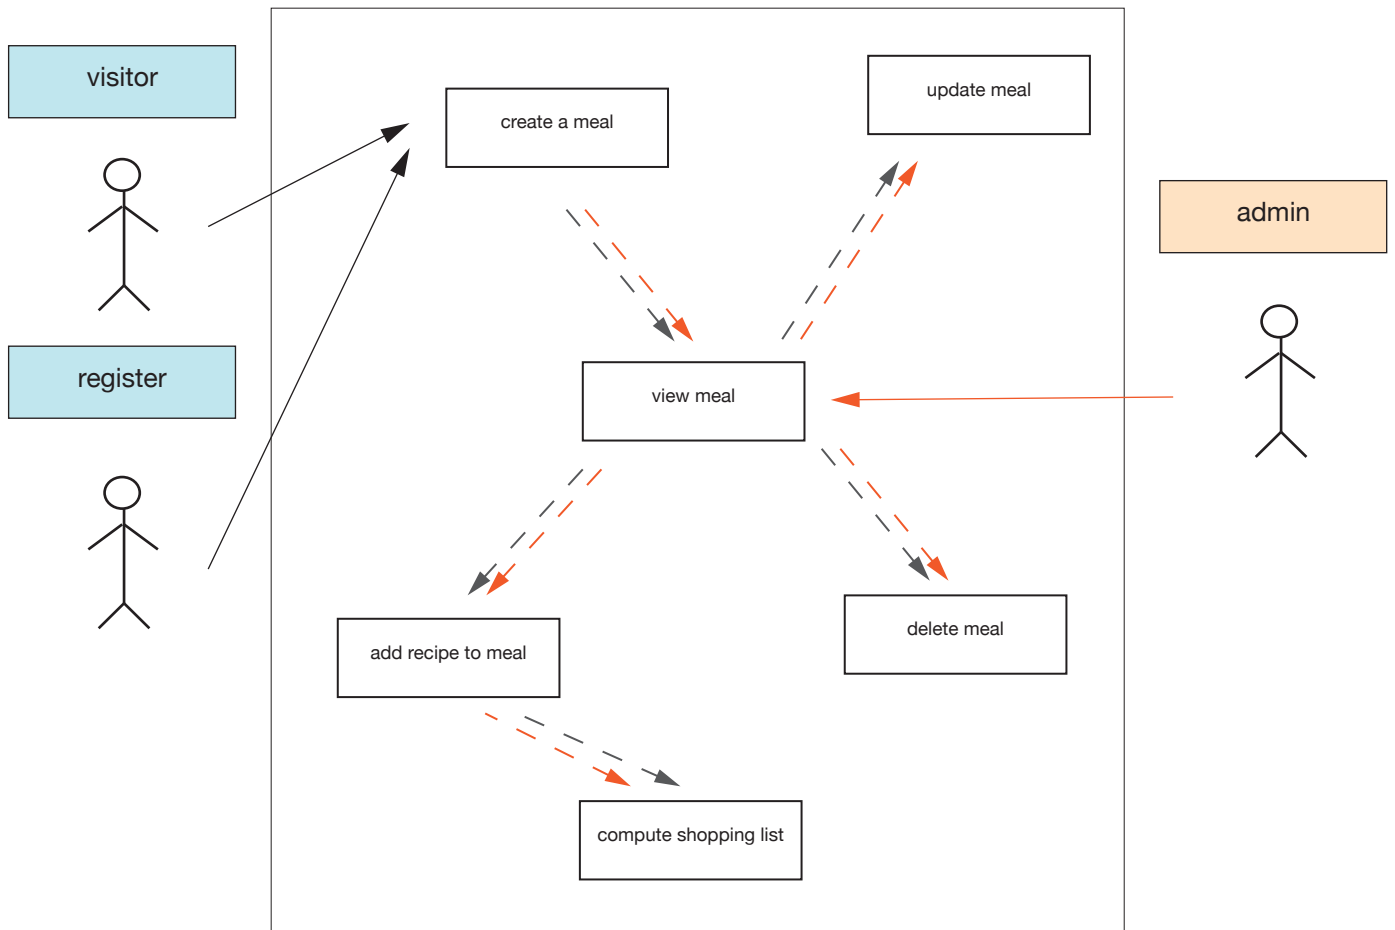 visitor
create a meal
update meal
admin
register
view meal
add recipe to meal
delete meal
compute shopping list